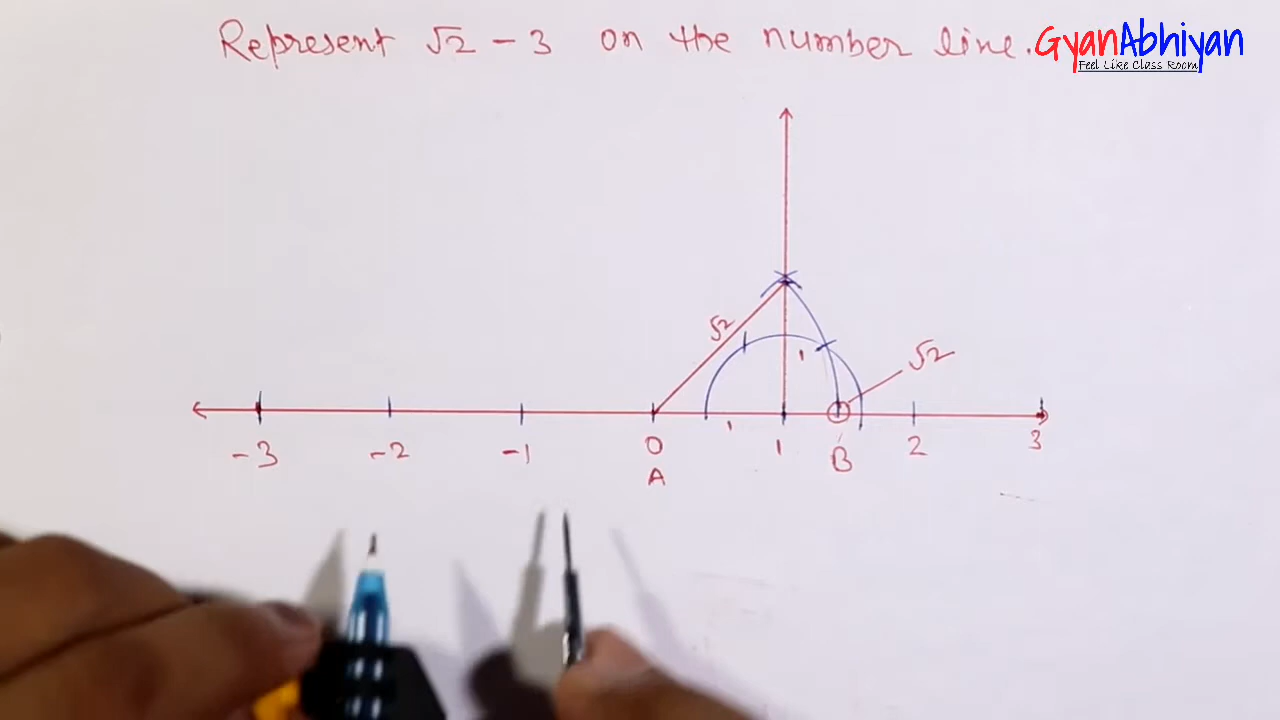 Represent √2 - 3 on the number line.
GyanAbhiyan
Feel Like Class Room
√2
1
√2
1
-3 -2 -1 0 1 2 3
A B